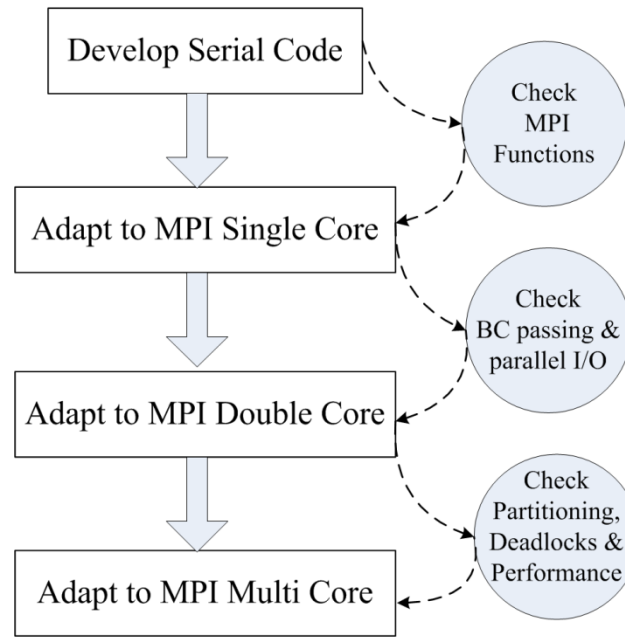 Develop Serial Code
Check
MPI
Functions
Adapt to MPI Single Core
Check
BC passing &
parallel I/O
Adapt to MPI Double Core
Check
Partitioning,
Deadlocks &
Performance
Adapt to MPI Multi Core